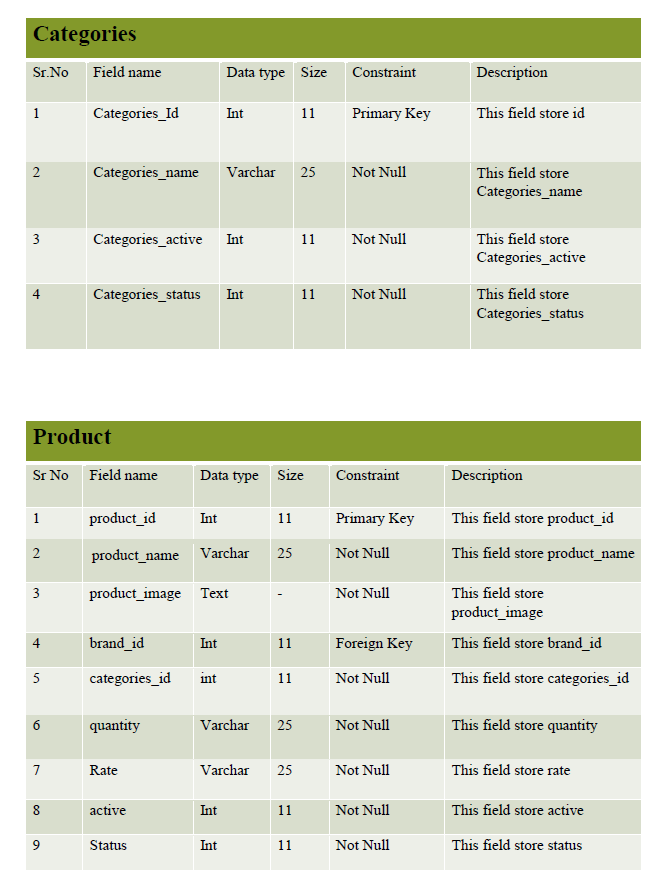 Categories
Sr.No Field name Data type Size Constraint Description
1 Categories_Id Int 11 Primary Key This field store id
2 Categories_name Varchar 25 Not Null This field store
Categories_name
3 Categories_active Int 11 Not Null This field store
Categories_active
4 Categories_status Int 11 Not Null This field store
Categories_status
Product
Sr No Field name Data type Size Constraint Description
1 product_id Int 11 Primary Key This field store product_id
2 product_name Varchar 25 Not Null This field store product_name
3 product_image Text - Not Null This field store
product_image
4 brand_id Int 11 Foreign Key This field store brand_id
5 categories_id int 11 Not Null This field store categories_id
6 quantity Varchar 25 Not Null This field store quantity
7 Rate Varchar 25 Not Null This field store rate
8 active Int 11 Not Null This field store active
9 Status Int 11 Not Null This field store status